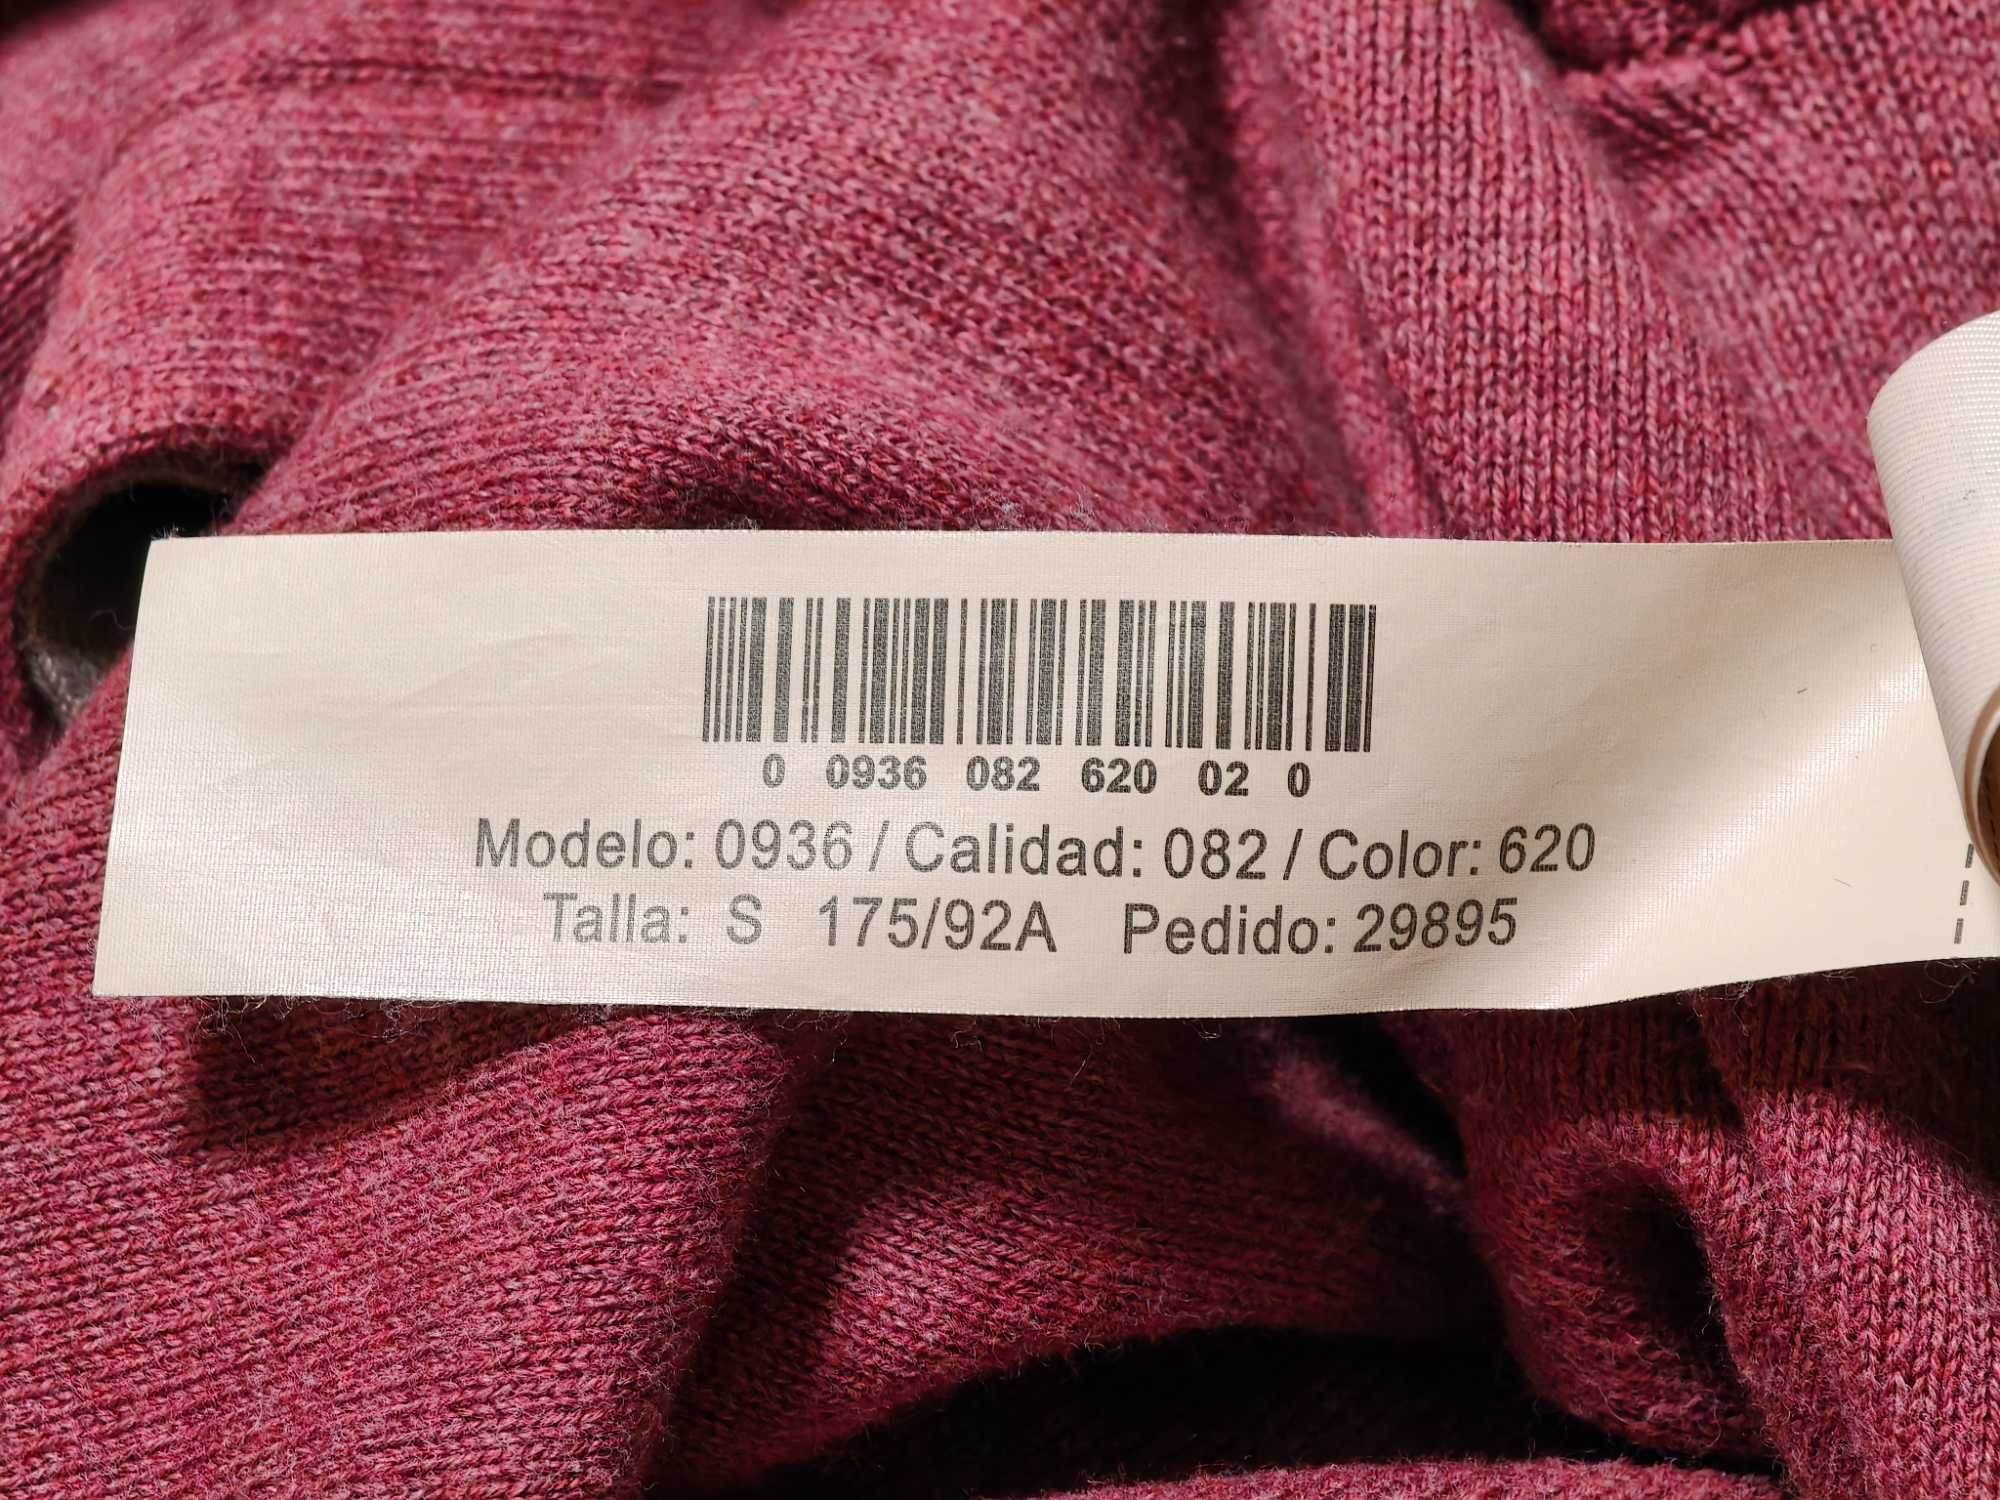 0 0936 082 620 02 0
Modelo: 0936 / Calidad: 082 / Color: 620
Talla: S 175/92A Pedido: 29895